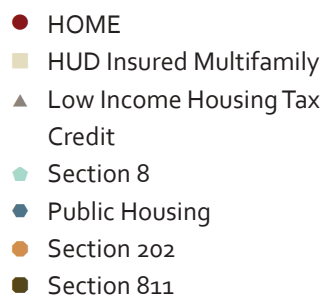 HOME
HUD Insured Multifamily
Low Income Housing Tax
Credit
Section 8
Public Housing
Section 202
Section 811